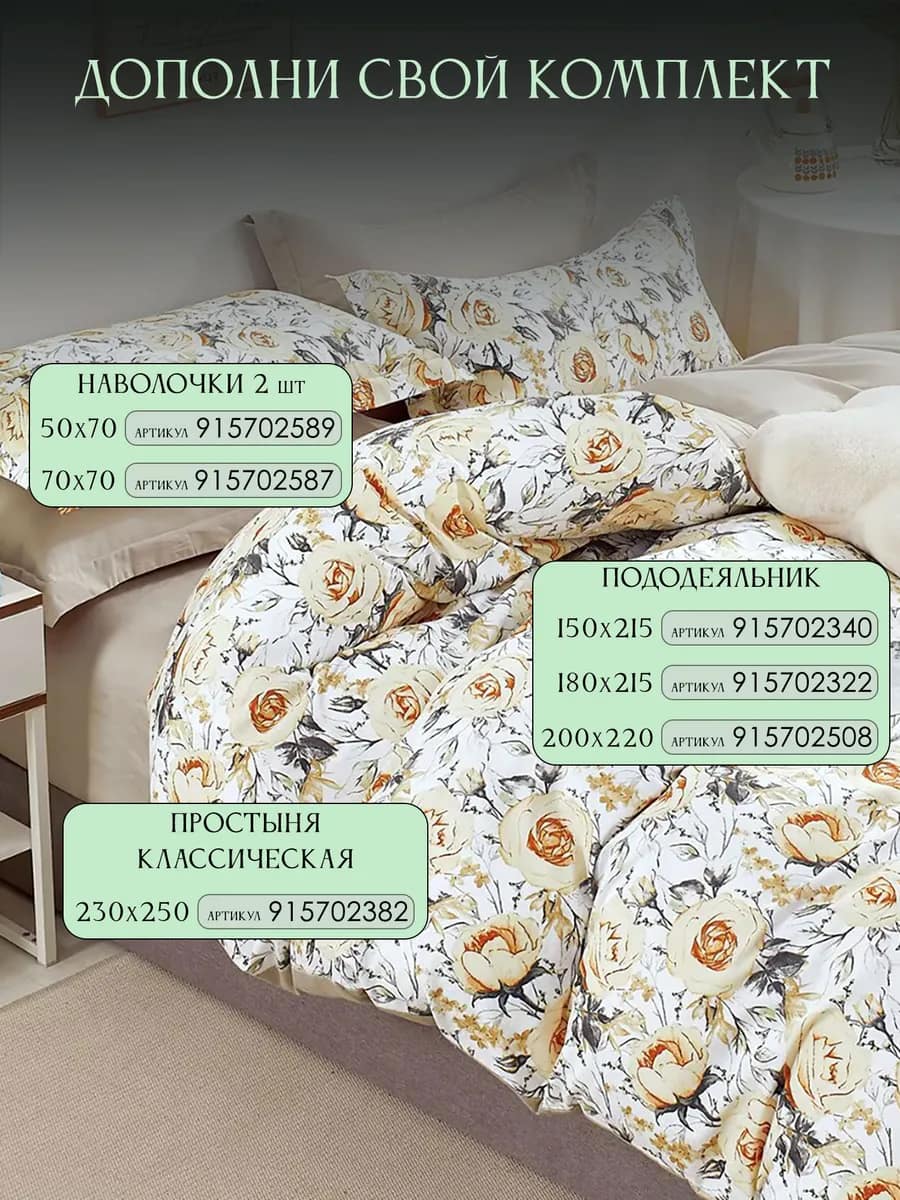 ДОПОЛНИ СВОЙ КОМПЛЕКТ
НАВОЛОЧКИ 2 шт
50х70 АРТИКУЛ 915702589
70х70 АРТИКУЛ 915702587
ПОДОДЕЯЛЬНИК
150х215 АРТИКУЛ 915702340
180х215 АРТИКУЛ 915702322
200х220 АРТИКУЛ 915702508
ПРОСТЫНЯ
КЛАССИЧЕСКАЯ
230х250 АРТИКУЛ 915702382